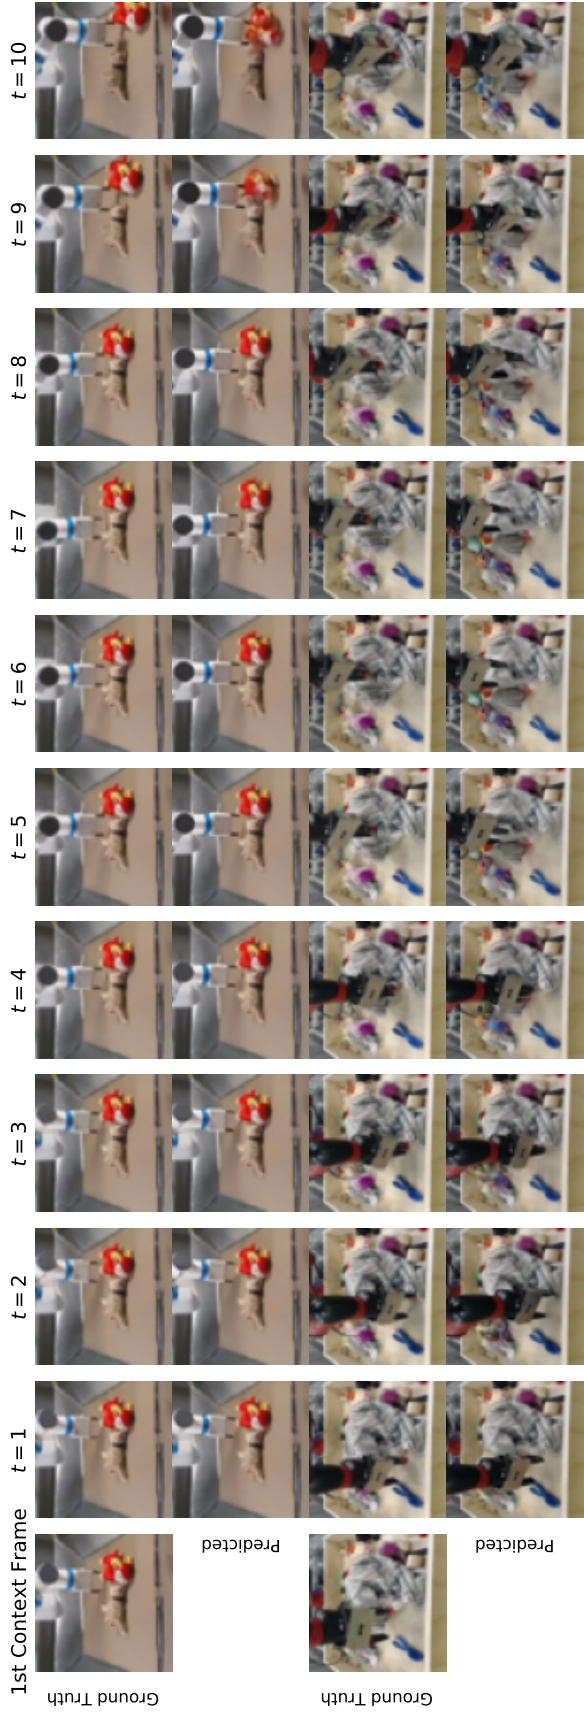 1st Context Frame
t = 1
t = 2
t = 3
t = 4
t = 5
t = 6
t = 7
t = 8
t = 9
t = 10
Ground Truth
Predicted
Ground Truth
Predicted